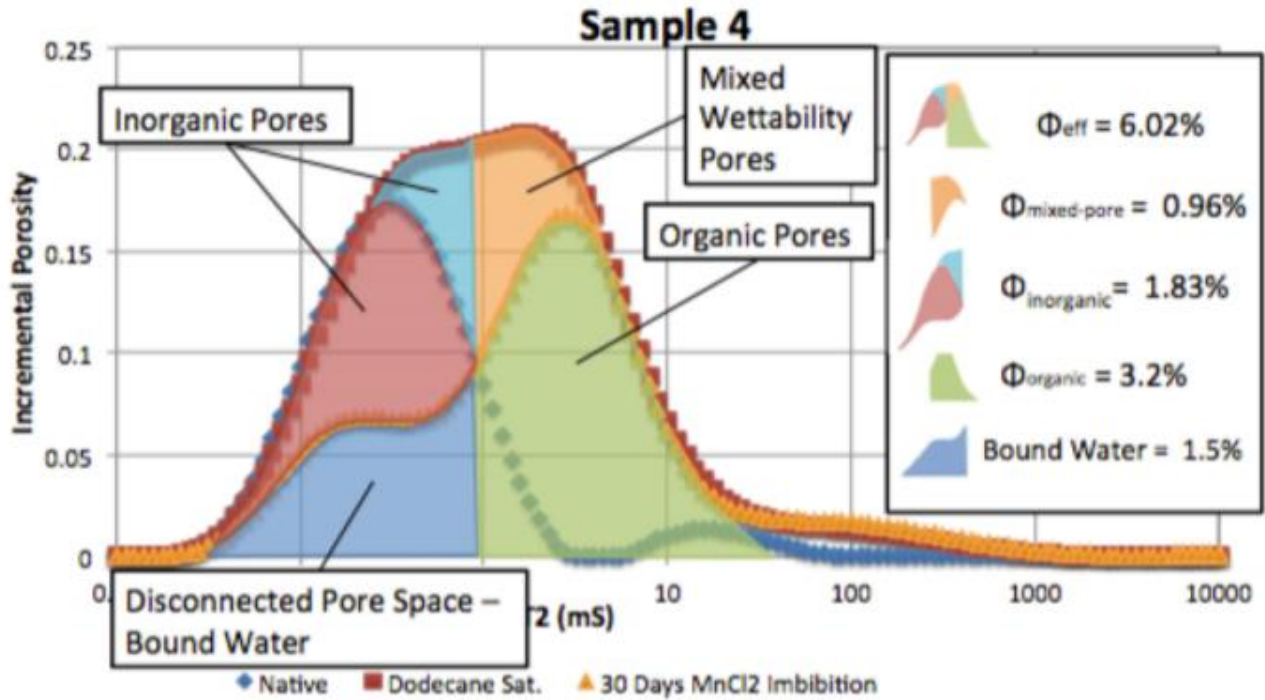 Sample 4
0.25
0.2
0.15
0.1
0.05
0
Incremental Porosity
Inorganic Pores
Mixed
Wettability
Pores
Organic Pores
Disconnected Pore Space –
Bound Water
Φeff = 6.02%
Φmixed-pore = 0.96%
Φinorganic = 1.83%
Φorganic = 3.2%
Bound Water = 1.5%
10
100
1000
10000
T2 (mS)
Native
Dodecane Sat.
30 Days MnCl2 Imbibition